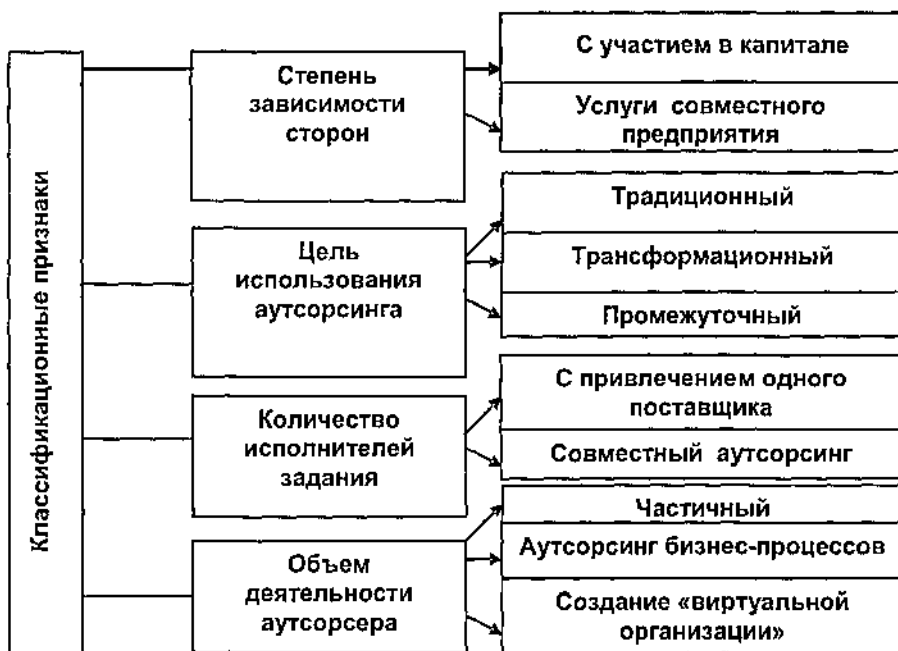 Классификационные признаки
Степень
зависимости
сторон
С участием в капитале
Услуги совместного
предприятия
Цель
использования
аутсорсинга
Традиционный
Трансформационный
Промежуточный
Количество
исполнителей
задания
С привлечением одного
поставщика
Совместный аутсорсинг
Объем
деятельности
аутсорсера
Частичный
Аутсорсинг бизнес-процессов
Создание «виртуальной
организации»